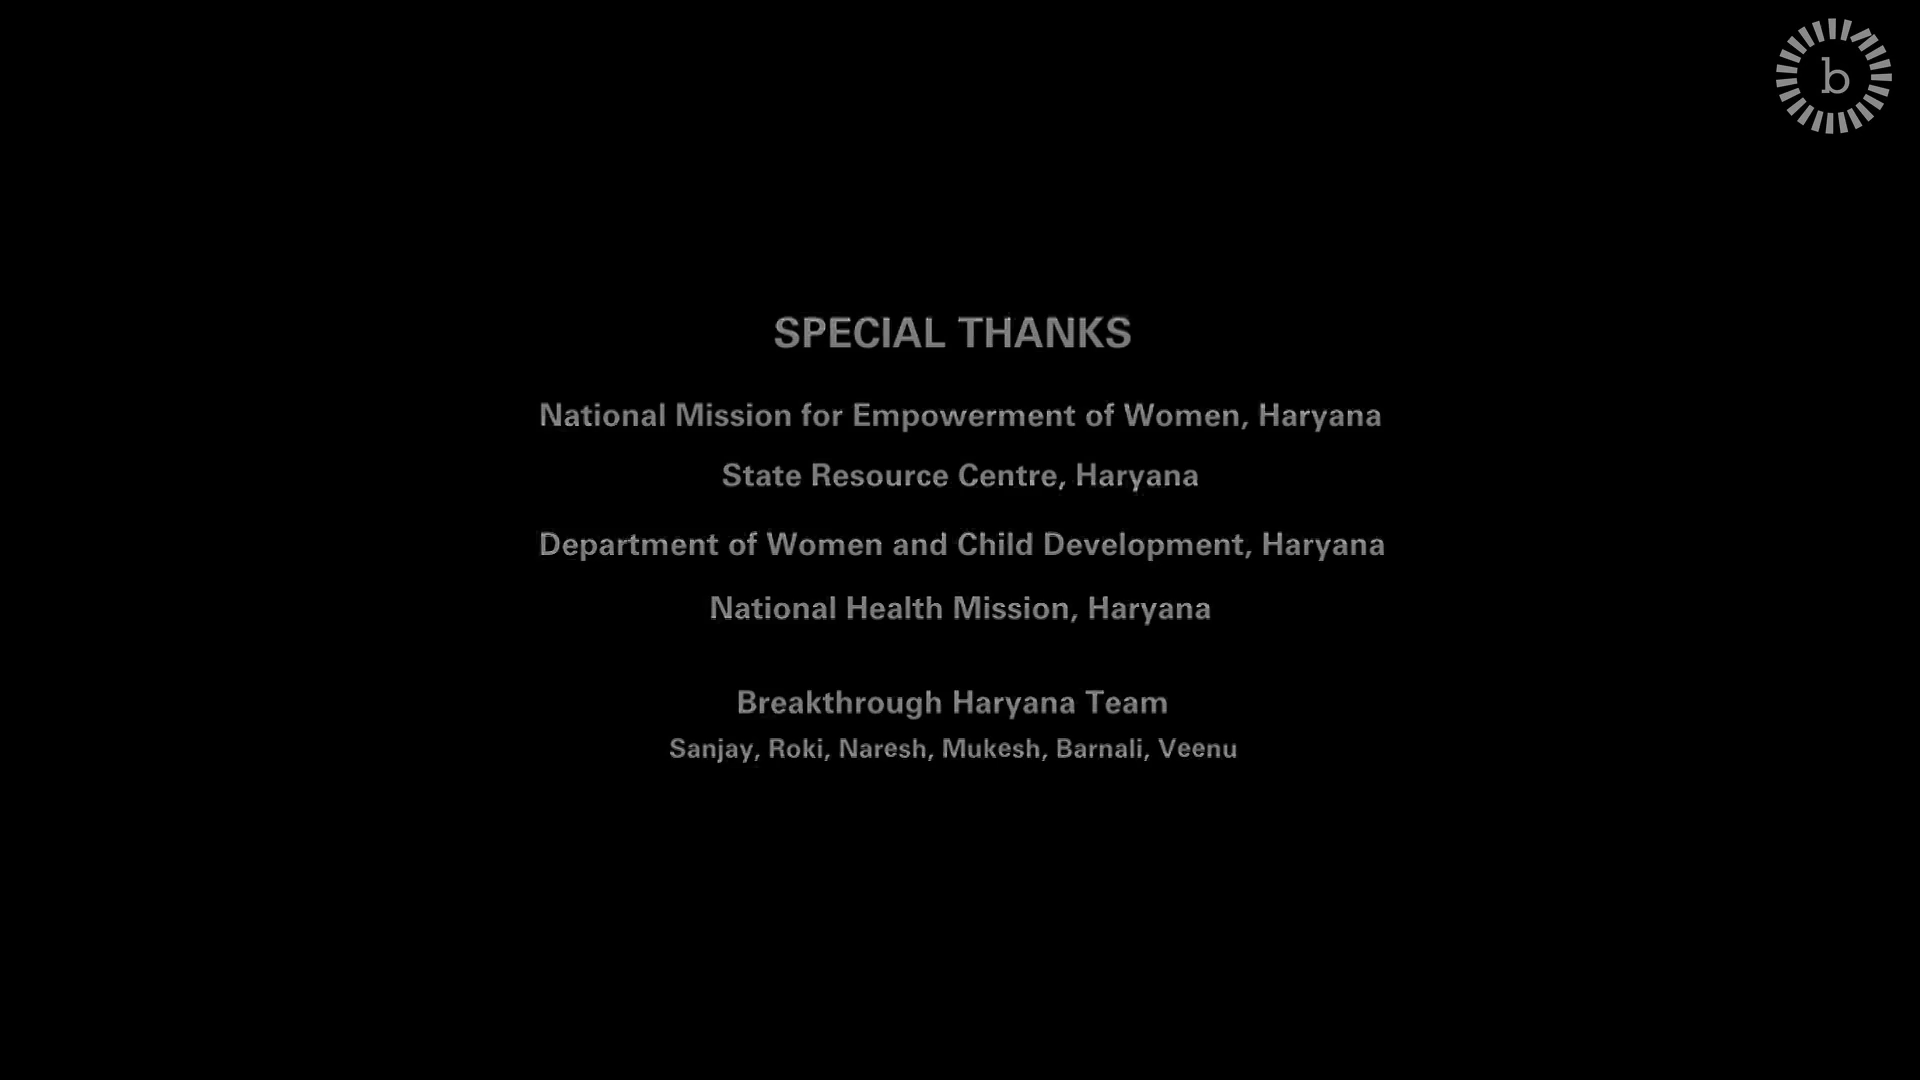 b
SPECIAL THANKS
National Mission for Empowerment of Women, Haryana
State Resource Centre, Haryana
Department of Women and Child Development, Haryana
National Health Mission, Haryana
Breakthrough Haryana Team
Sanjay, Roki, Naresh, Mukesh, Barnali, Veenu